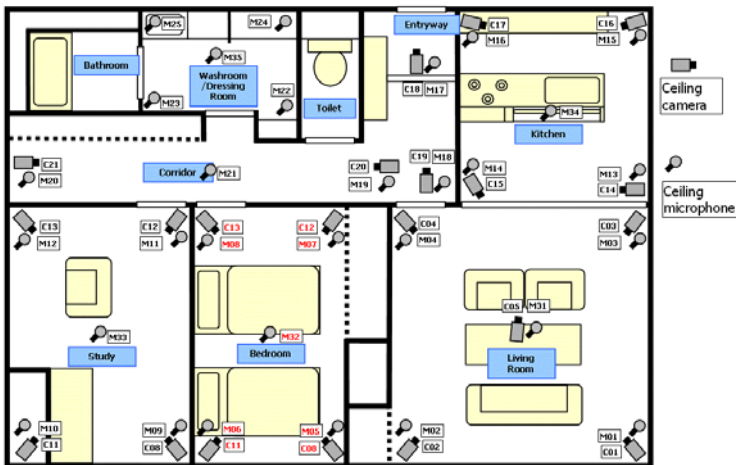 M25
M24
Entryway
C17
C16
M16
M15
Bathroom
M35
Washroom
/Dressing
Room
M23
M22
Toilet
C18
M17
M34
Kitchen
Ceiling
camera
C21
M20
Corridor
M21
C20
M19
C19
M18
M14
C15
M13
C14
Ceiling
microphone
C13
M12
C12
M11
C13
M08
C12
M07
C04
M04
C03
M03
C05
M31
M33
Study
M32
Bedroom
Living
Room
M10
C11
M09
C08
M06
C11
M05
C08
M02
C02
M01
C01